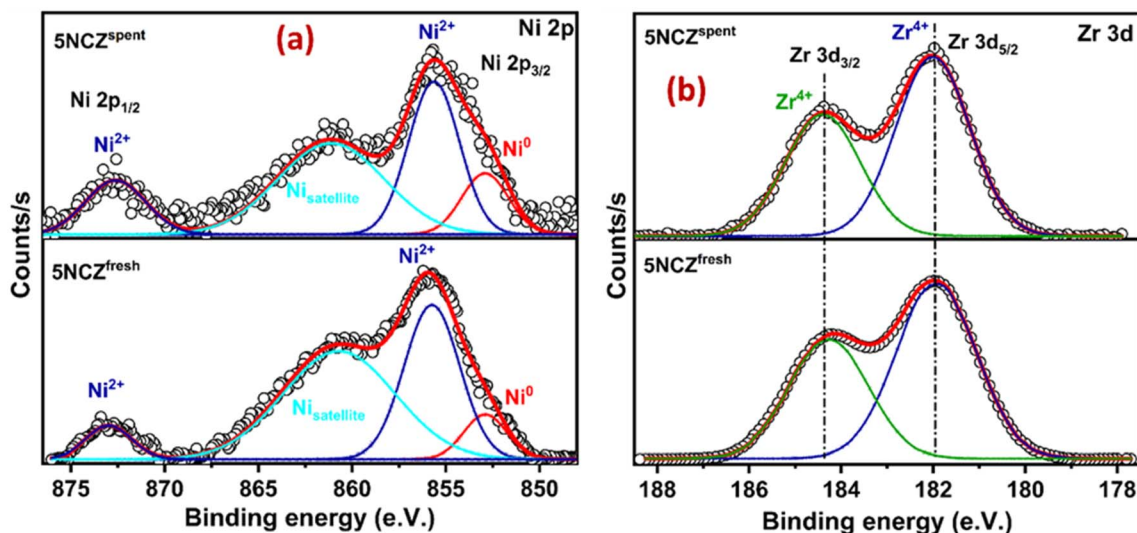 (a)
5NCZspent
Ni 2p
Ni2+
Ni 2p3/2
Ni 2p1/2
Ni2+
Ni0
Nisatellite
5NCZfresh
Ni2+
Ni2+
Nisatellite
Ni0
Counts/s
875 870 865 860 855 850
Binding energy (e.V.)
(b)
5NCZspent
Zr4+
Zr 3d
Zr 3d3/2
Zr 3d5/2
Zr4+
5NCZfresh
Counts/s
188 186 184 182 180 178
Binding energy (e.V.)